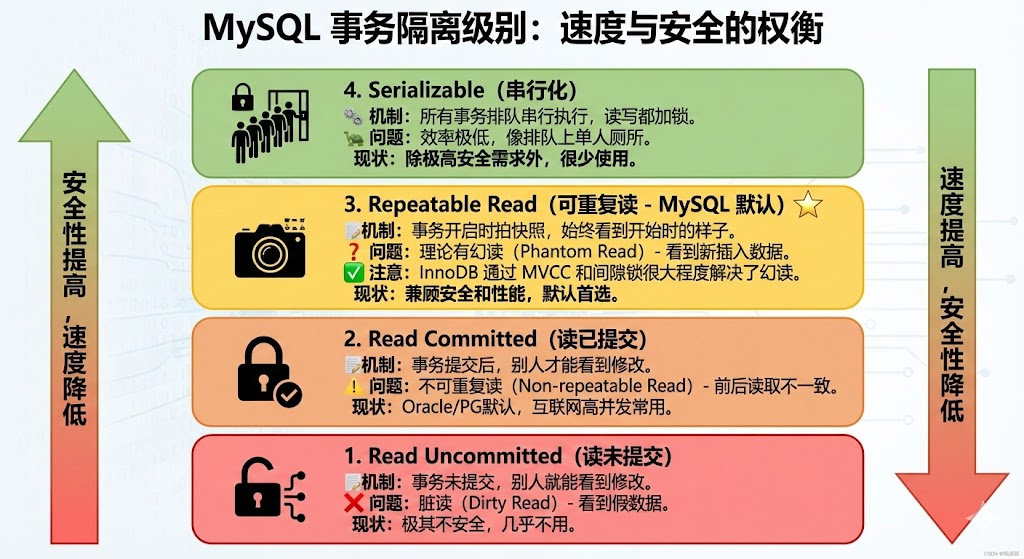 MySQL 事务隔离级别：速度与安全的权衡
安全性提高,速度降低
4. Serializable（串行化）
机制：所有事务排队串行执行，读写都加锁。
问题：效率极低，像排队上单人厕所。
现状：除极高安全需求外，很少使用。
3. Repeatable Read（可重复读 - MySQL 默认）
机制：事务开启时拍快照，始终看到开始时的样子。
问题：理论有幻读（Phantom Read）- 看到新插入数据。
注意：InnoDB 通过 MVCC 和间隙锁很大程度解决了幻读。
现状：兼顾安全和性能，默认首选。
2. Read Committed（读已提交）
机制：事务提交后，别人才能看到修改。
问题：不可重复读（Non-repeatable Read）- 前后读取不一致。
现状：Oracle/PG默认，互联网高并发常用。
1. Read Uncommitted（读未提交）
机制：事务未提交，别人就能看到修改。
问题：脏读（Dirty Read）- 看到假数据。
现状：极其不安全，几乎不用。
速度提高,安全性降低